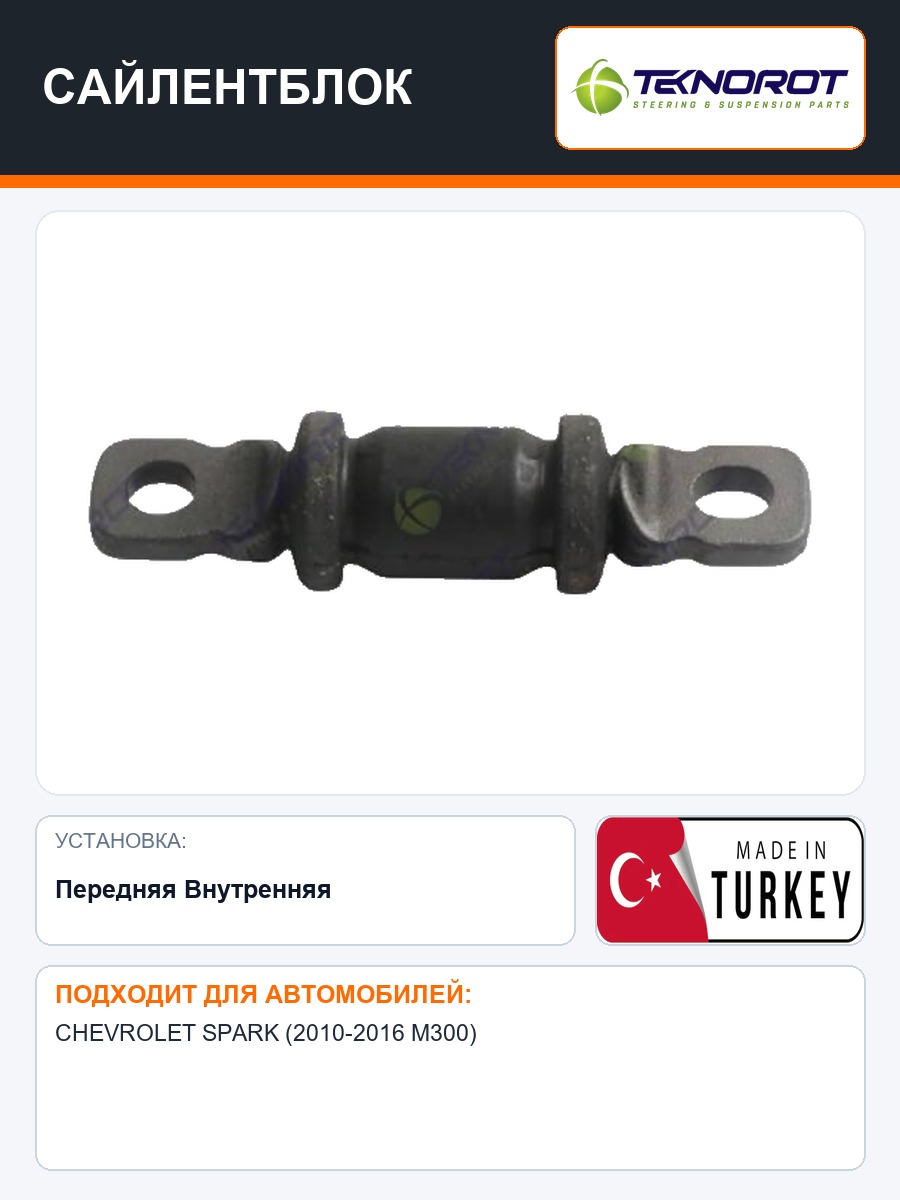 САЙЛЕНТБЛОК
TEKNOROT
STEERING & SUSPENSION PARTS
УСТАНОВКА:
Передняя Внутренняя
MADE IN
TURKEY
ПОДХОДИТ ДЛЯ АВТОМОБИЛЕЙ:
CHEVROLET SPARK (2010-2016 M300)